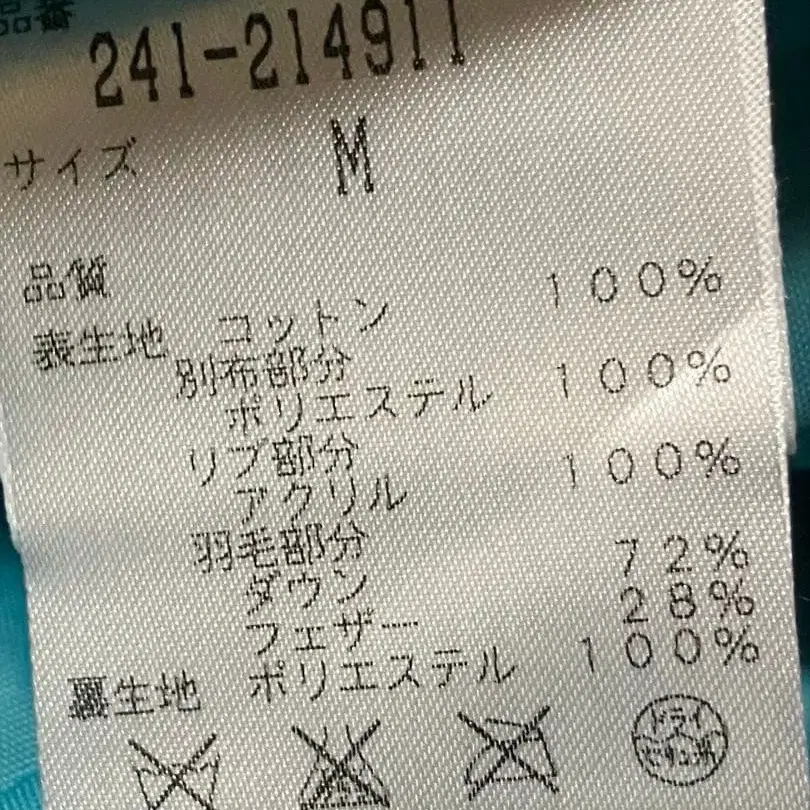 品番
241-214911
サイズ M
品質
表生地 コットン 100%
別布部分
ポリエステル 100%
リブ部分
アクリル 100%
羽毛部分
ダウン 72%
フェザー 28%
裏生地 ポリエステル 100%
ドライ